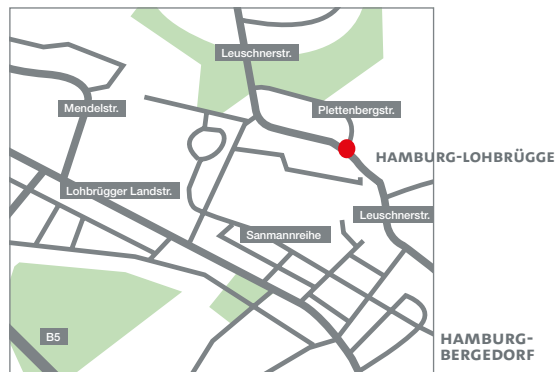 Leuschnerstr.
Mendelstr.
Plettenbergstr.
HAMBURG-LOHBRÜGGE
Lohbrügger Landstr.
Leuschnerstr.
Sanmannreihe
B5
HAMBURG-
BERGEDORF